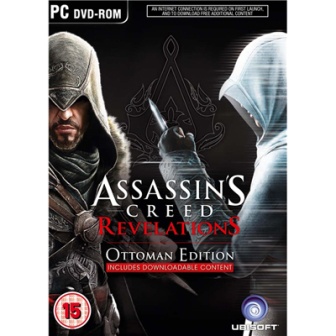 PC DVD-ROM
AN INTERNET CONNECTION IS REQUIRED ON FIRST LAUNCH,
AND TO DOWNLOAD FREE ADDITIONAL CONTENT
ASSASSIN'S
CREED
REVELATIONS
OTTOMAN EDITION
INCLUDES DOWNLOADABLE CONTENT
15
UBISOFT